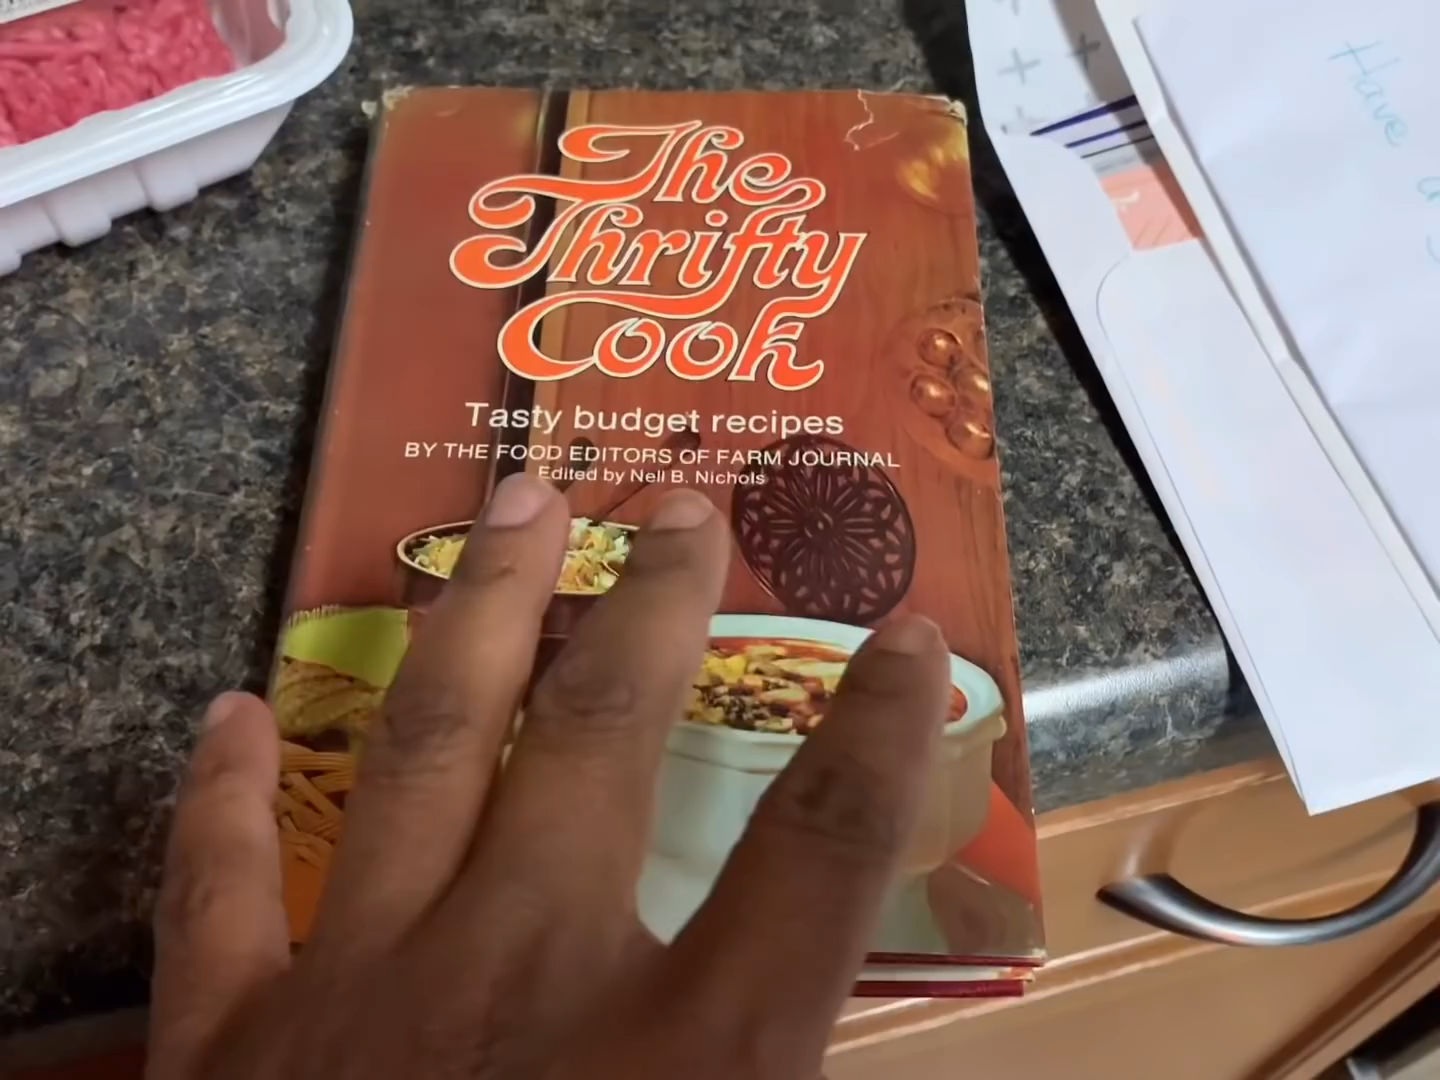 The
Thrifty
Cook
Tasty budget recipes
BY THE FOOD EDITORS OF FARM JOURNAL
Edited by Nell B. Nichols
Have